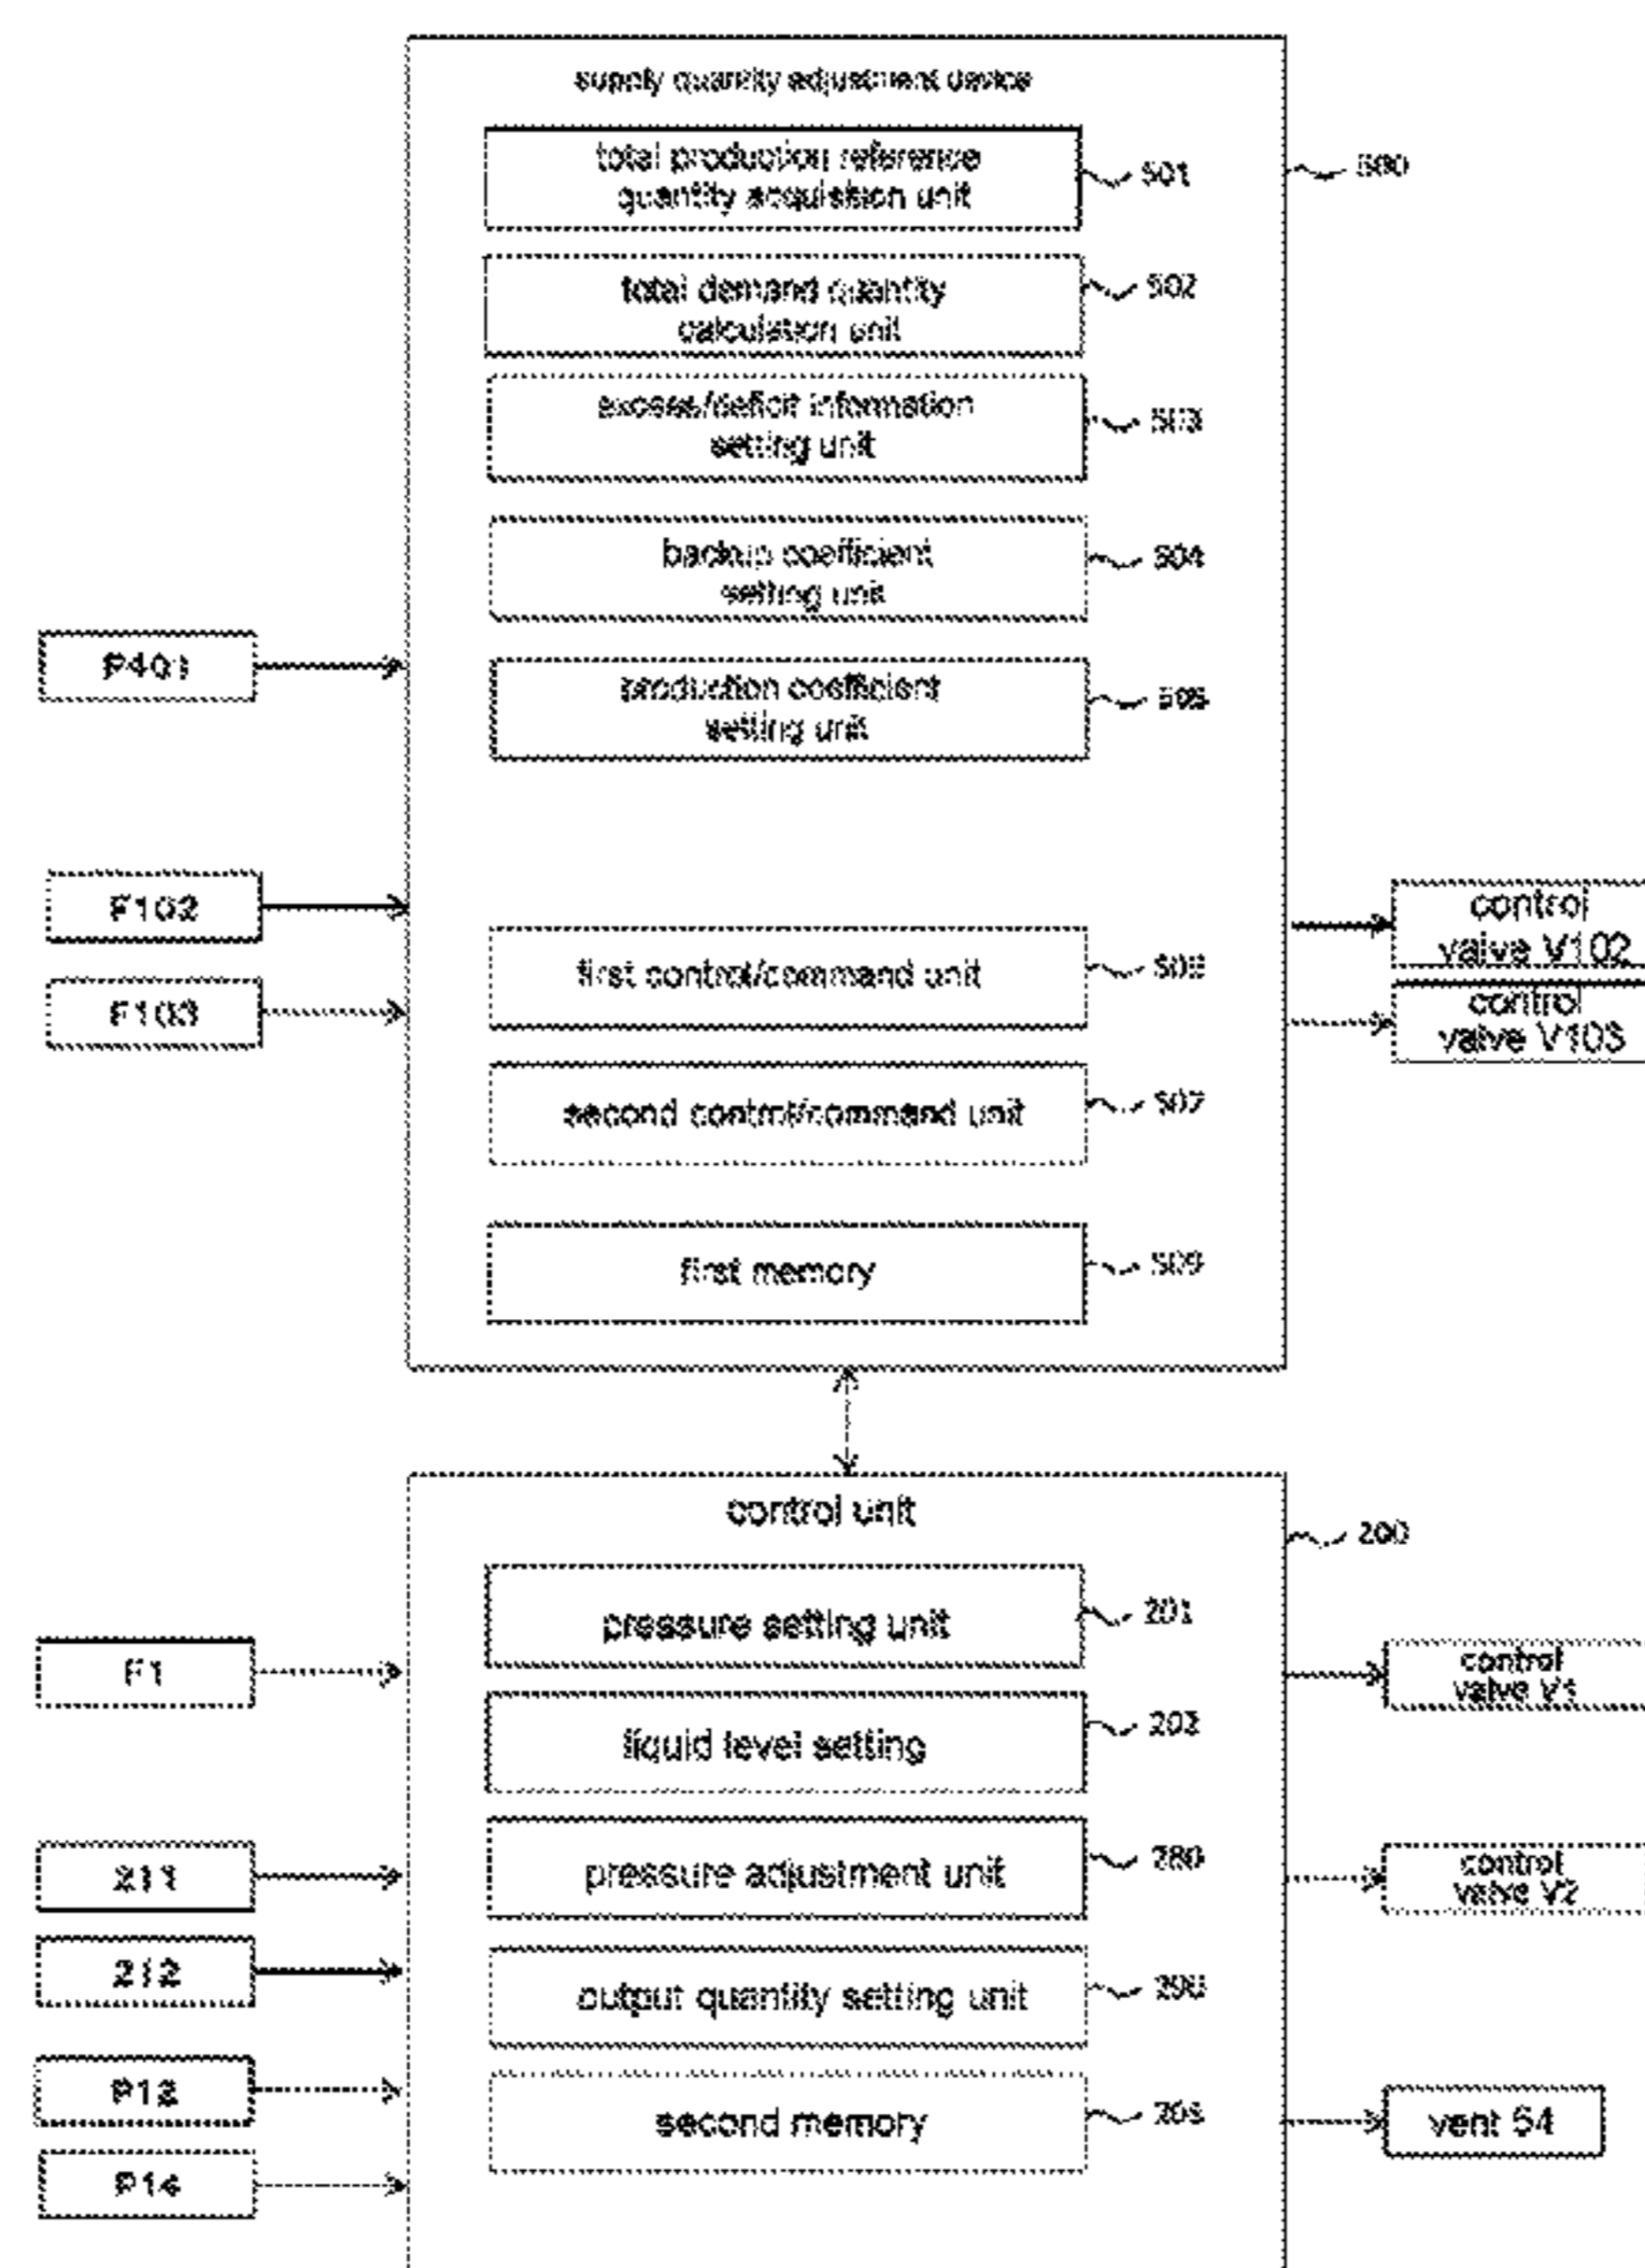 supply quantity adjustment device
total production reference
quantity acquisition unit
501
500
total demand quantity
calculation unit
502
excess/deficit information
setting unit
503
backup coefficient
setting unit
504
P401
production coefficient
setting unit
505
F102
control
valve V102
first control/command unit
F103
control
valve V103
second control/command unit
507
first memory
509
control unit
200
pressure setting unit
201
F1
control
valve V1
liquid level setting
202
pressure adjustment unit
280
211
control
valve V2
212
output quantity setting unit
290
second memory
205
vent 54
P14